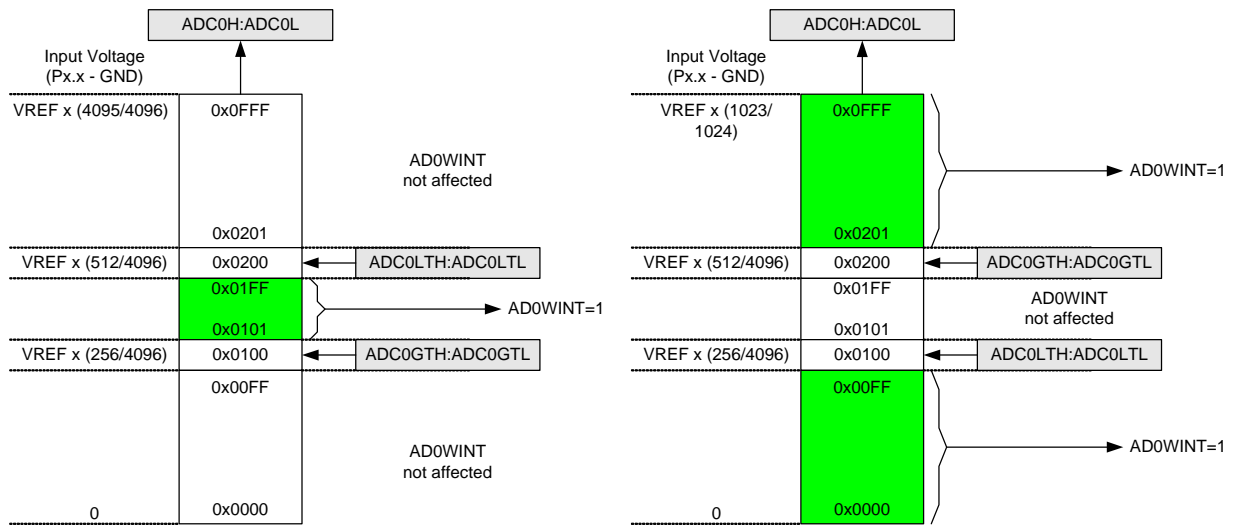 ADC0H:ADC0L
Input Voltage
(Px.x - GND)
VREF x (4095/4096)
0x0FFF
AD0WINT
not affected
0x0201
VREF x (512/4096)
0x0200
ADC0LTH:ADC0LTL
0x01FF
AD0WINT=1
0x0101
VREF x (256/4096)
0x0100
ADC0GTH:ADC0GTL
0x00FF
AD0WINT
not affected
0
0x0000
ADC0H:ADC0L
Input Voltage
(Px.x - GND)
VREF x (1023/
1024)
0x0FFF
AD0WINT=1
0x0201
VREF x (512/4096)
0x0200
ADC0GTH:ADC0GTL
0x01FF
AD0WINT
not affected
0x0101
VREF x (256/4096)
0x0100
ADC0LTH:ADC0LTL
0x00FF
AD0WINT=1
0
0x0000